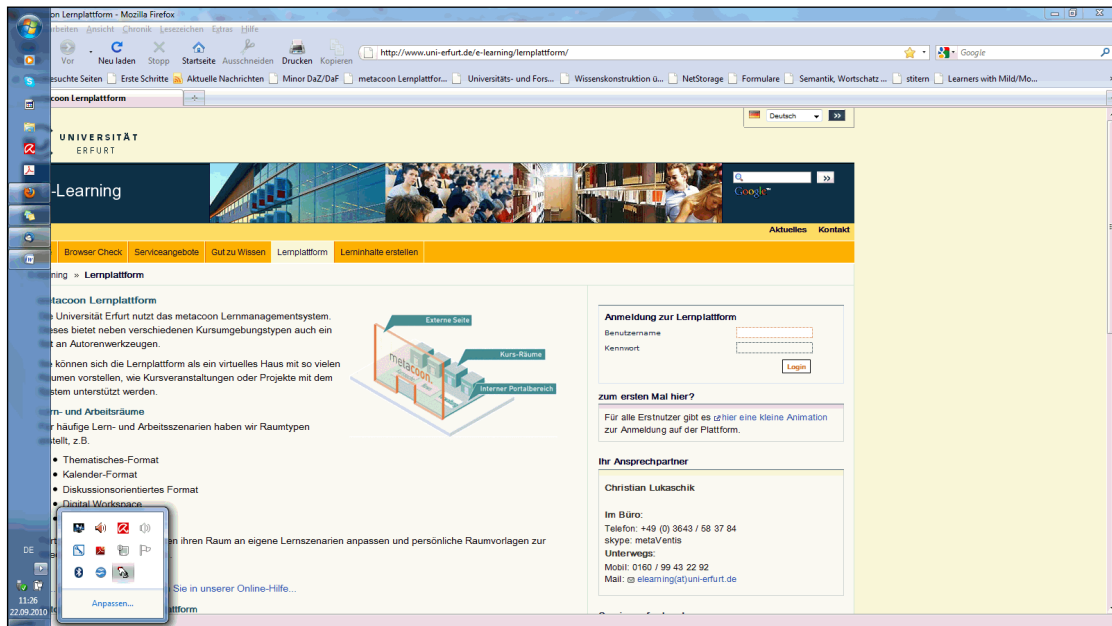 on Lernplattform - Mozilla Firefox
arbeiten Ansicht Chronik Lesezeichen Extras Hilfe
Vor Neu laden Stopp Startseite Ausschneiden Drucken Kopieren http://www.uni-erfurt.de/e-learning/lernplattform/ Google
esuchte Seiten Erste Schritte Aktuelle Nachrichten Minor DaZ/DaF metacoon Lernplattfor... Universitäts- und Fors... Wissenskonstruktion ü... NetStorage Formulare Semantik, Wortschatz ... stitern Learners with Mild/Mo...
acoon Lernplattform
Deutsch
UNIVERSITÄT
ERFURT
-Learning
Google
Aktuelles Kontakt
Browser Check Serviceangebote Gut zu Wissen Lernplattform Lerninhalte erstellen
ning » Lernplattform
etacoon Lernplattform
e Universität Erfurt nutzt das metacoon Lernmanagementsystem.
eses bietet neben verschiedenen Kursumgebungstypen auch ein
t an Autorenwerkzeugen.
e können sich die Lernplattform als ein virtuelles Haus mit so vielen
umen vorstellen, wie Kursveranstaltungen oder Projekte mit dem
stem unterstützt werden.
rn- und Arbeitsräume
r häufige Lern- und Arbeitsszenarien haben wir Raumtypen
stellt, z.B.
Thematisches-Format
Kalender-Format
Diskussionsorientiertes Format
Digital Workspace
en ihren Raum an eigene Lernszenarien anpassen und persönliche Raumvorlagen zur
Sie in unserer Online-Hilfe...
attform
Externe Seite
Kurs-Räume
metacoon
Interner Portalbereich
Anmeldung zur Lernplattform
Benutzername
Kennwort
Login
zum ersten Mal hier?
Für alle Erstnutzer gibt es hier eine kleine Animation
zur Anmeldung auf der Plattform.
Ihr Ansprechpartner
Christian Lukaschik
Im Büro:
Telefon: +49 (0) 3643 / 58 37 84
skype: metaVentis
Unterwegs:
Mobil: 0160 / 99 43 22 92
Mail: elearning(at)uni-erfurt.de
Anpassen...
DE
11:26
22.09.2010